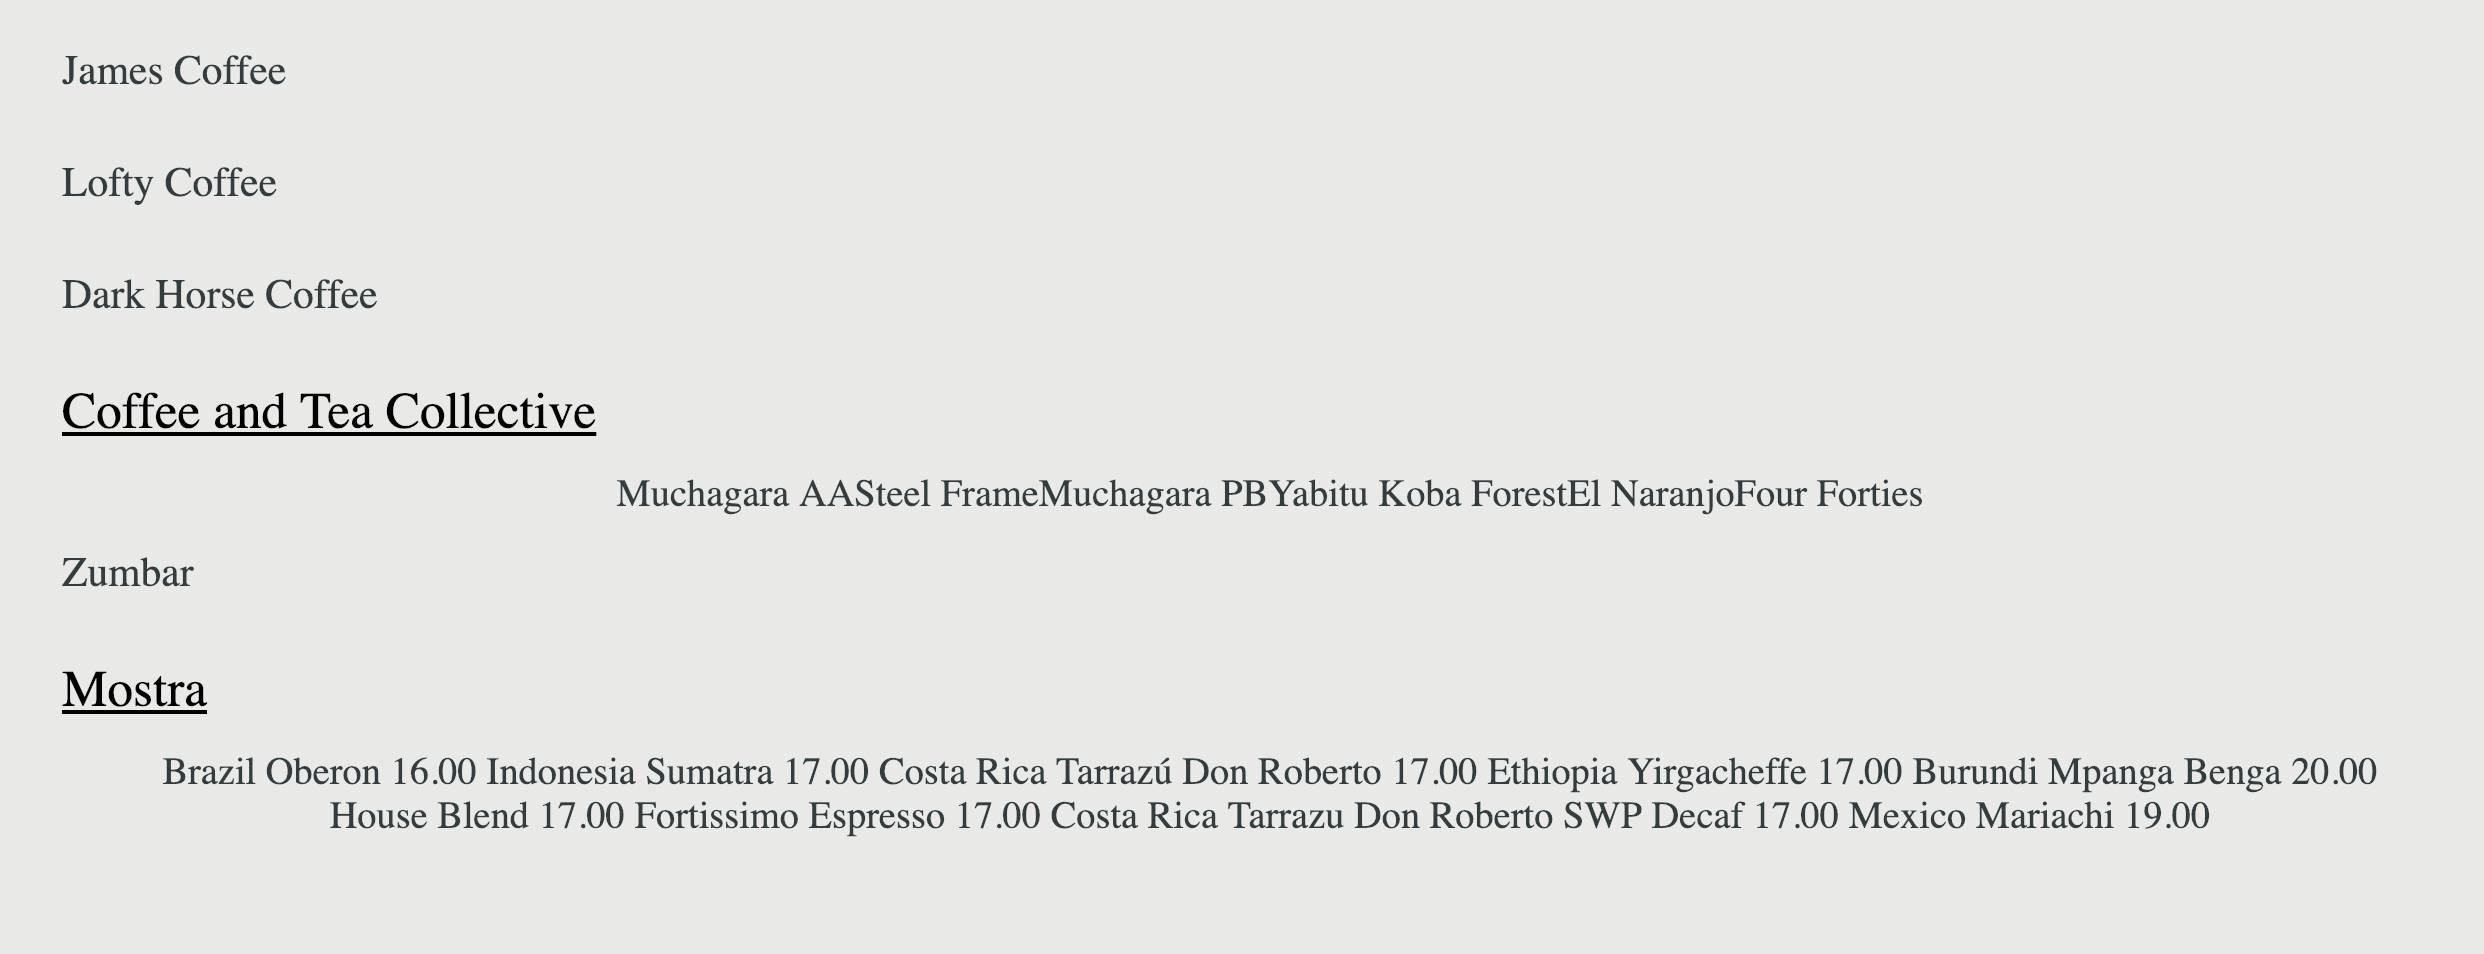 James Coffee
Lofty Coffee
Dark Horse Coffee
Coffee and Tea Collective
Muchagara AASteel FrameMuchagara PBYabitu Koba ForestEl NaranjoFour Forties
Zumbar
Mostra
Brazil Oberon 16.00 Indonesia Sumatra 17.00 Costa Rica Tarrazú Don Roberto 17.00 Ethiopia Yirgacheffe 17.00 Burundi Mpanga Benga 20.00
House Blend 17.00 Fortissimo Espresso 17.00 Costa Rica Tarrazu Don Roberto SWP Decaf 17.00 Mexico Mariachi 19.00